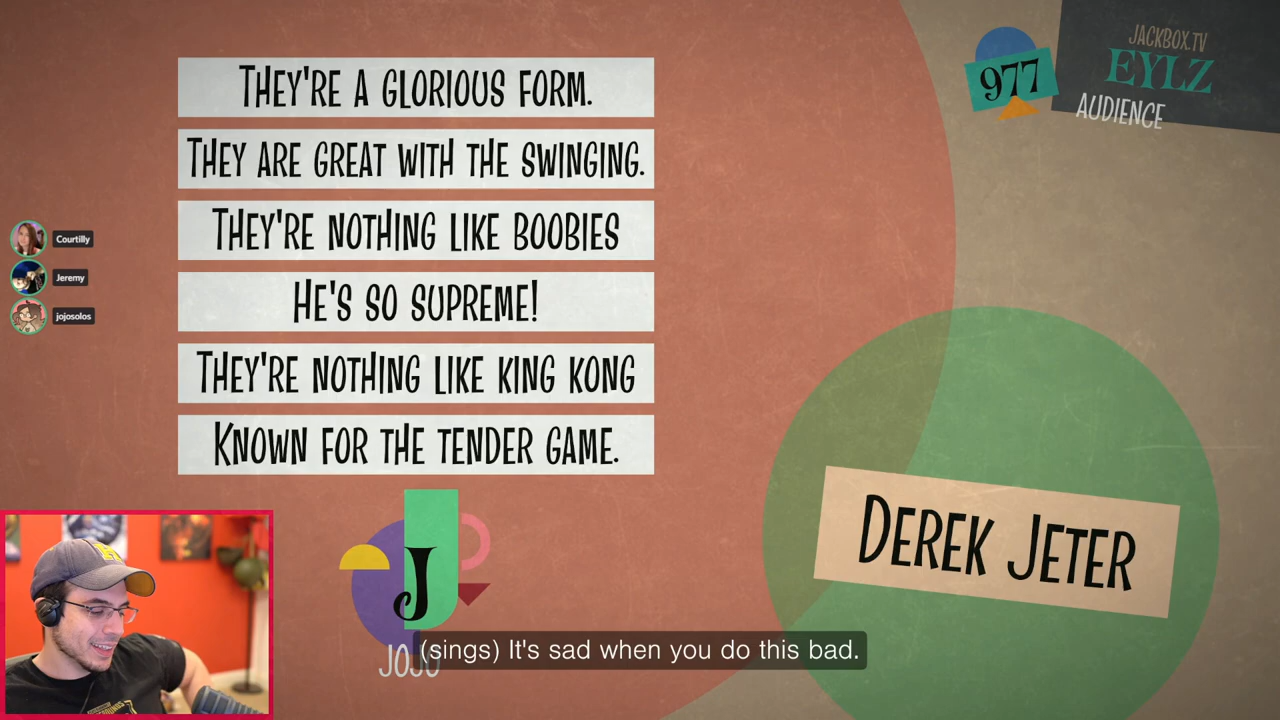 THEY'RE A GLORIOUS FORM.
THEY ARE GREAT WITH THE SWINGING.
THEY'RE NOTHING LIKE BOOBIES
HE'S SO SUPREME!
THEY'RE NOTHING LIKE KING KONG
KNOWN FOR THE TENDER GAME.
977
JACKBOX.TV
EYLZ
AUDIENCE
Courtilly
Jeremy
jojosolos
DEREK JETER
J
JOJO
(sings) It's sad when you do this bad.